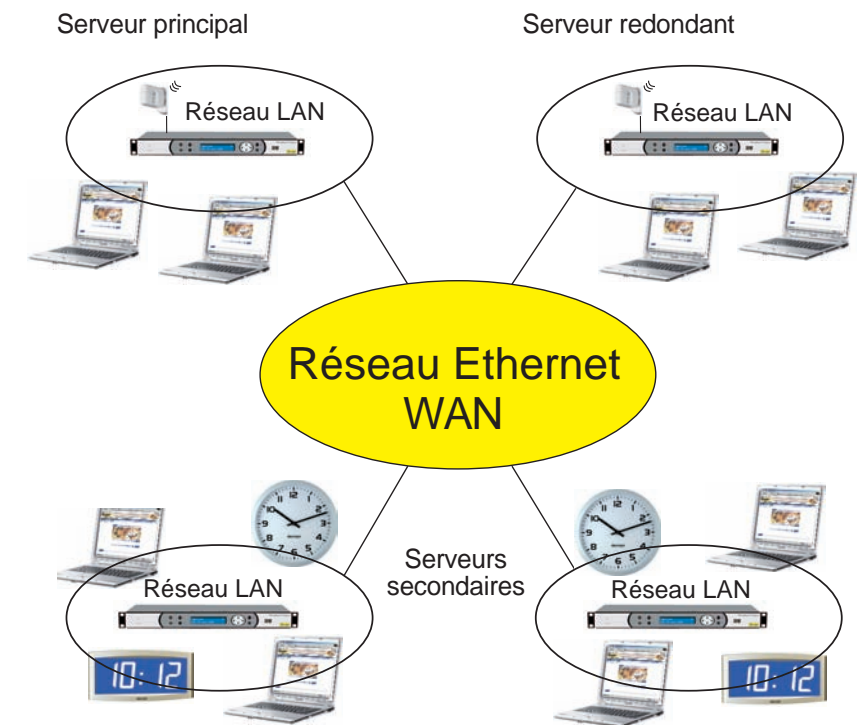 Serveur principal
Serveur redondant
Réseau LAN
Réseau LAN
Réseau Ethernet
WAN
Serveurs
secondaires
Réseau LAN
Réseau LAN
10:12
10:12